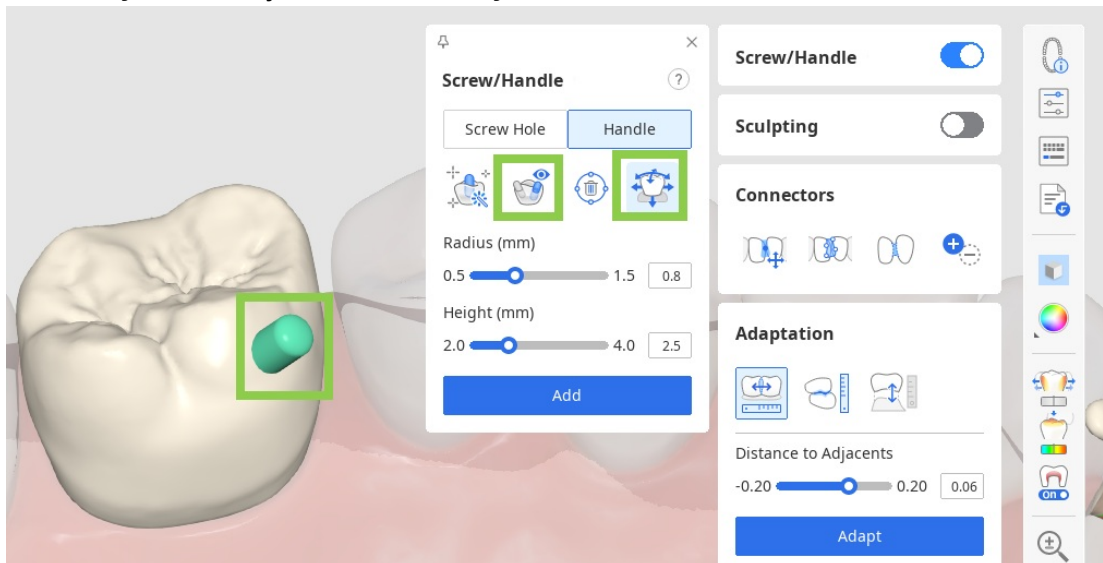 Screw/Handle
Screw Hole
Handle
Radius (mm)
0.5
1.5
0.8
Height (mm)
2.0
4.0
2.5
Add
Screw/Handle
Sculpting
Connectors
Adaptation
Distance to Adjacents
-0.20
0.20
0.06
Adapt
On